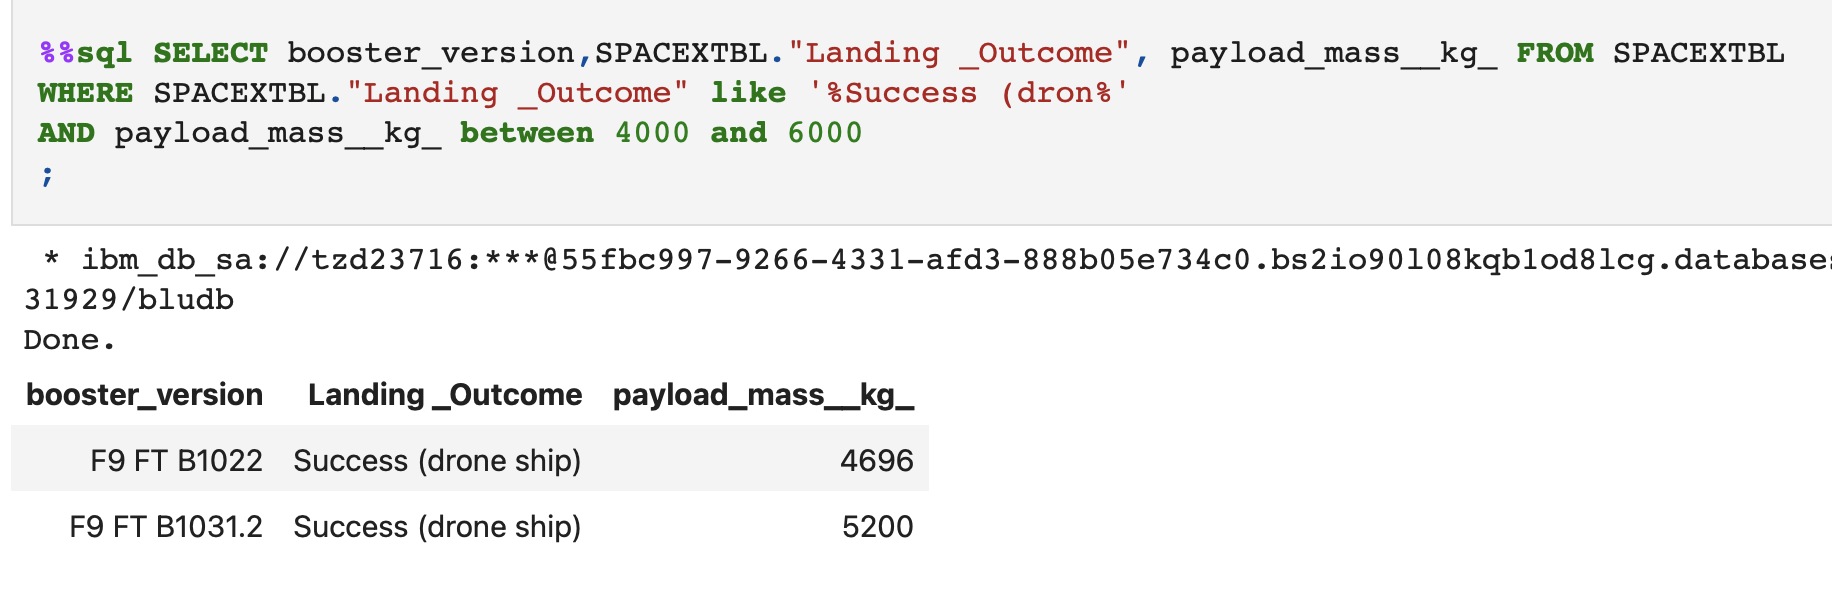 %%sql SELECT booster_version,SPACEXTBL."Landing _Outcome", payload_mass__kg_ FROM SPACEXTBL
WHERE SPACEXTBL."Landing _Outcome" like '%Success (dron%'
AND payload_mass__kg_ between 4000 and 6000
;
* ibm_db_sa://tzd23716:***@55fbc997-9266-4331-afd3-888b05e734c0.bs2io90l08kqb1od8lcg.databases
31929/bludb
Done.
booster_version Landing _Outcome payload_mass__kg_
F9 FT B1022 Success (drone ship) 4696
F9 FT B1031.2 Success (drone ship) 5200